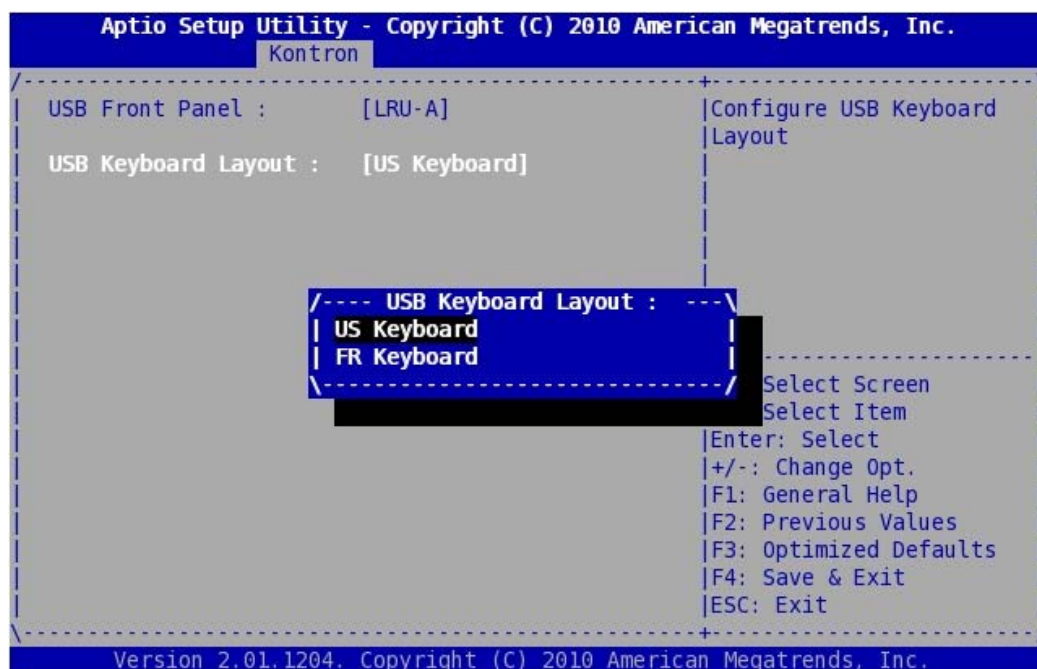 Aptio Setup Utility - Copyright (C) 2010 American Megatrends, Inc.
Kontron
USB Front Panel : [LRU-A]
USB Keyboard Layout : [US Keyboard]
Configure USB Keyboard
Layout
USB Keyboard Layout :
US Keyboard
FR Keyboard
Select Screen
Select Item
Enter: Select
+/-: Change Opt.
F1: General Help
F2: Previous Values
F3: Optimized Defaults
F4: Save & Exit
ESC: Exit
Version 2.01.1204. Copyright (C) 2010 American Megatrends, Inc.